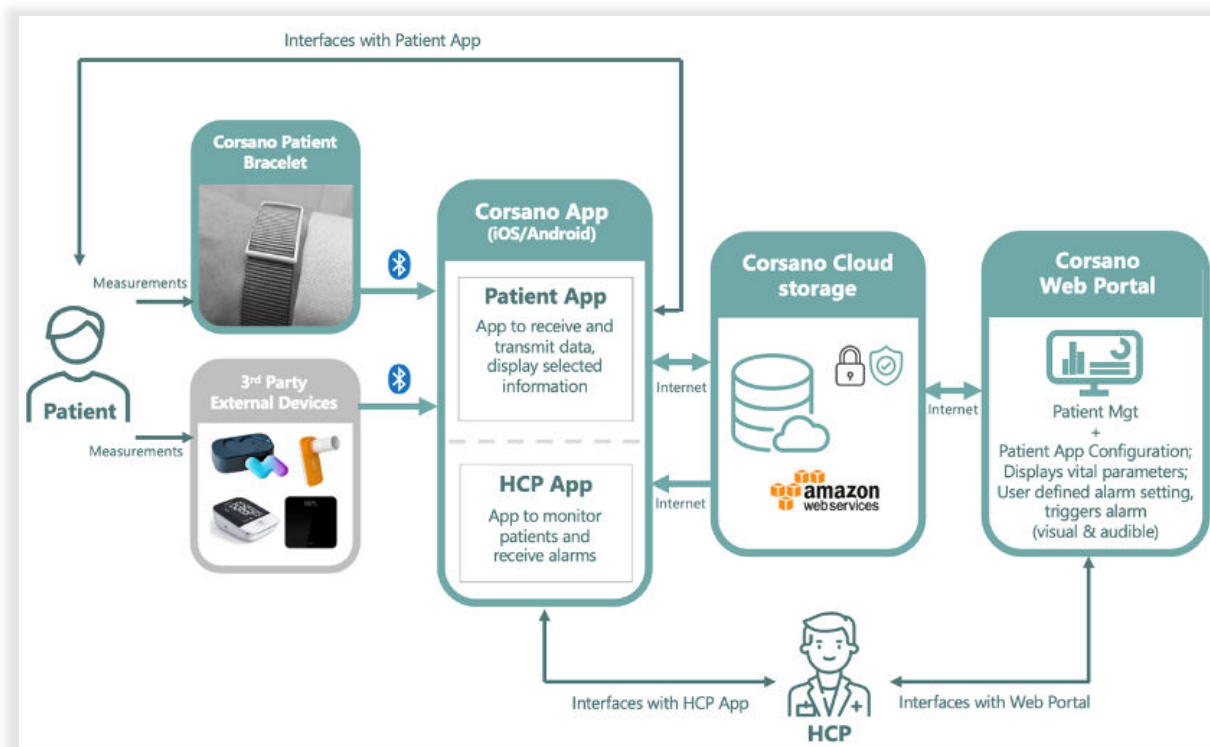 Interfaces with Patient App
Corsano Patient
Bracelet
Measurements
Patient
Measurements
3rd Party
External Devices
Corsano App
(iOS/Android)
Patient App
App to receive and
transmit data,
display selected
information
HCP App
App to monitor
patients and
receive alarms
Internet
Internet
Corsano Cloud
storage
amazon
webservices
Internet
Corsano
Web Portal
Patient Mgt
+
Patient App Configuration;
Displays vital parameters;
User defined alarm setting,
triggers alarm
(visual & audible)
Interfaces with HCP App
HCP
Interfaces with Web Portal